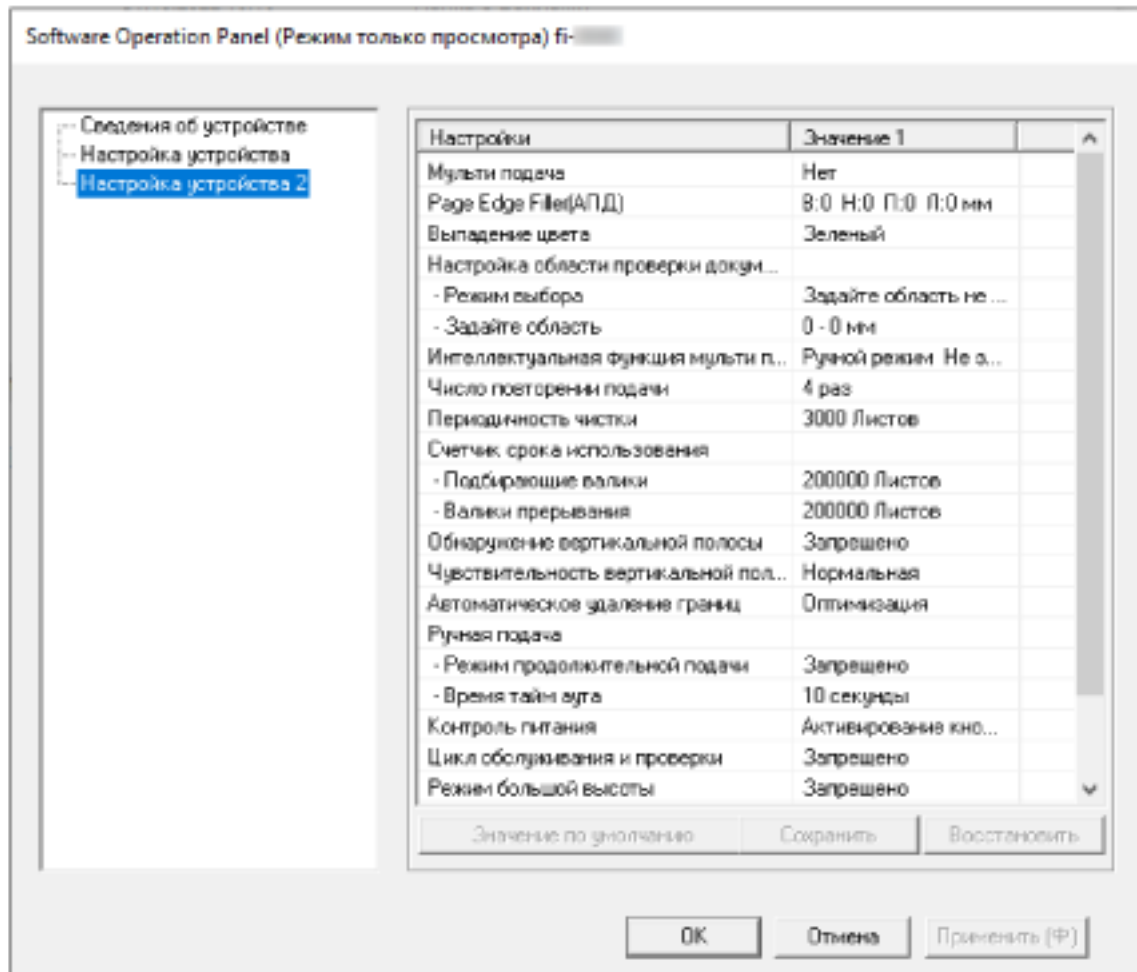 Software Operation Panel (Режим только просмотра) fi-
Сведения об устройстве
Настройка устройства
Настройка устройства 2
Настройки Значение 1
Мульти подача Нет
Page Edge Filler(АПД) В:0 Н:0 П:0 Л:0 мм
Выпадение цвета Зеленый
Настройка области проверки докум...
- Режим выбора Задайте область не ...
- Задайте область 0 - 0 мм
Интеллектуальная функция мульти п... Ручной режим Не з...
Число повторении подачи 4 раз
Периодичность чистки 3000 Листов
Счетчик срока использования
- Подбирающие валики 200000 Листов
- Валики прерывания 200000 Листов
Обнаружение вертикальной полосы Запрещено
Чувствительность вертикальной пол... Нормальная
Автоматическое удаление границ Оптимизация
Ручная подача
- Режим продолжительной подачи Запрещено
- Время тайм аута 10 секунды
Контроль питания Активирование кно...
Цикл обслуживания и проверки Запрещено
Режим большой высоты Запрещено
Значение по умолчанию Сохранить Восстановить
OK Отмена Применить (Ф)